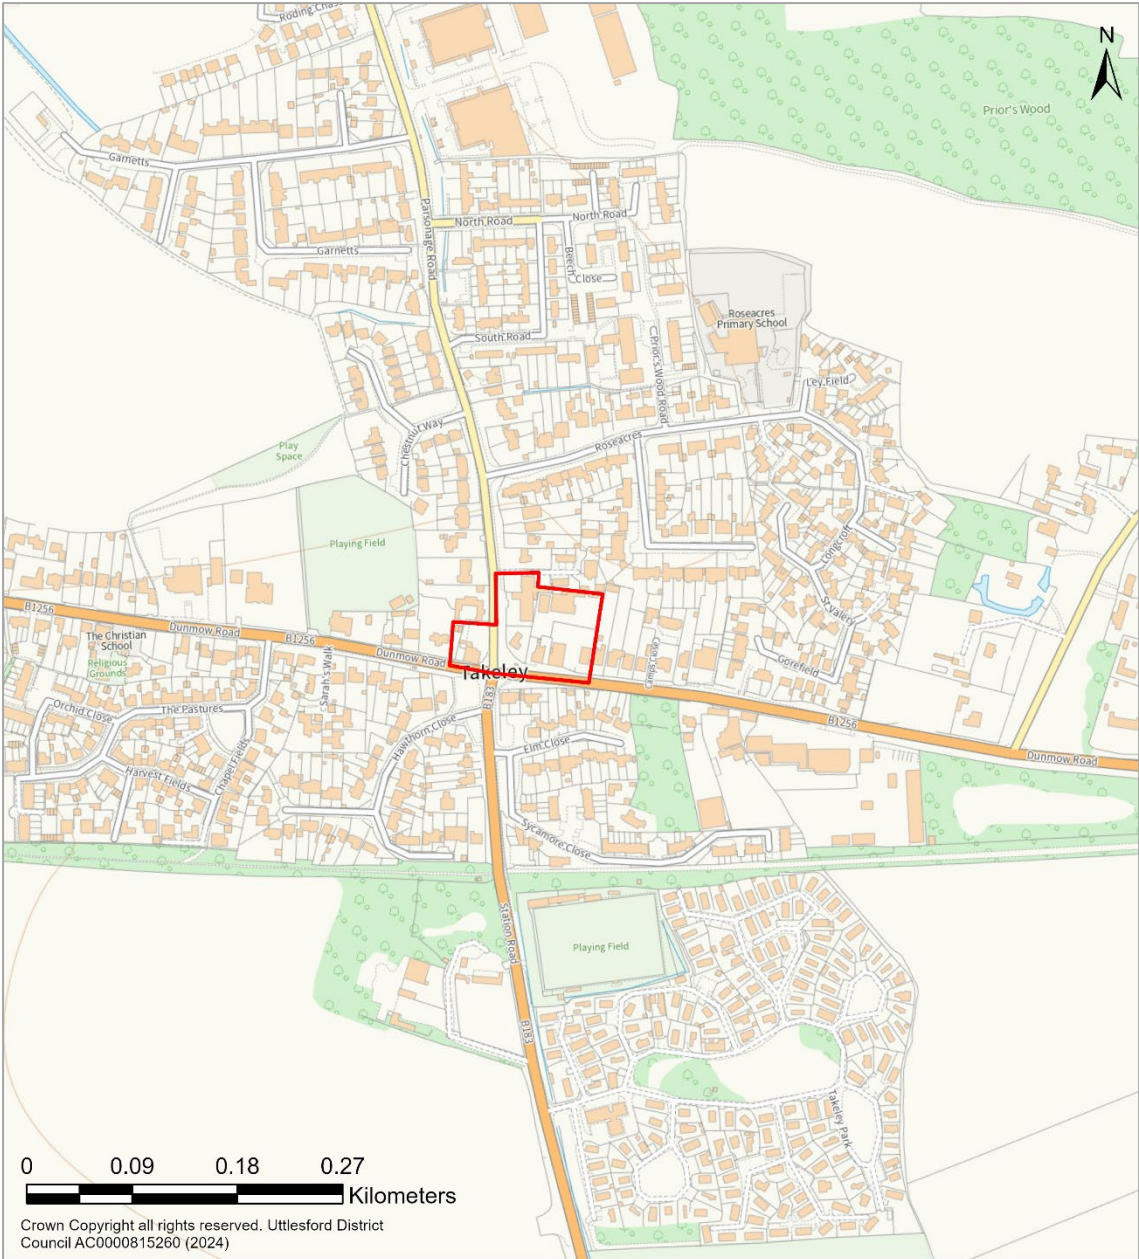 Roding Chase
N
Prior's Wood
Garnetts
Parsonage Road
North Road
North Road
Garnetts
Beech
Close
Roseacres
Primary School
South Road
Prior's Wood Road
Ley Field
Chestnut Way
Roseacres
Play
Space
Longcroft
Playing Field
St Valery
B1256
Dunmow Road
The Christian
School
B1256
Religious
Grounds
Sarah's Walk
Dunmow Road
Takeley
Camps Close
Gorefield
B183
Orchid Close
The Pastures
Hawthorn Close
Elm Close
B1256
Dunmow Road
Harvest Fields
Chapel Fields
Sycamore Close
Station Road
Playing Field
B183
Takeley Park
0 0.09 0.18 0.27
Kilometers
Crown Copyright all rights reserved. Uttlesford District
Council AC0000815260 (2024)